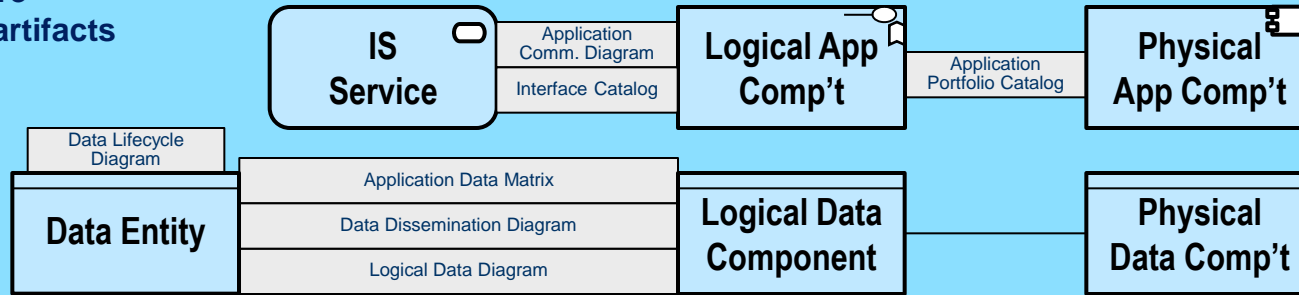 artifacts
IS
Service
Application
Comm. Diagram
Interface Catalog
Logical App
Comp’t
Application
Portfolio Catalog
Physical
App Comp’t
Data Lifecycle
Diagram
Data Entity
Application Data Matrix
Data Dissemination Diagram
Logical Data Diagram
Logical Data
Component
Physical
Data Comp’t